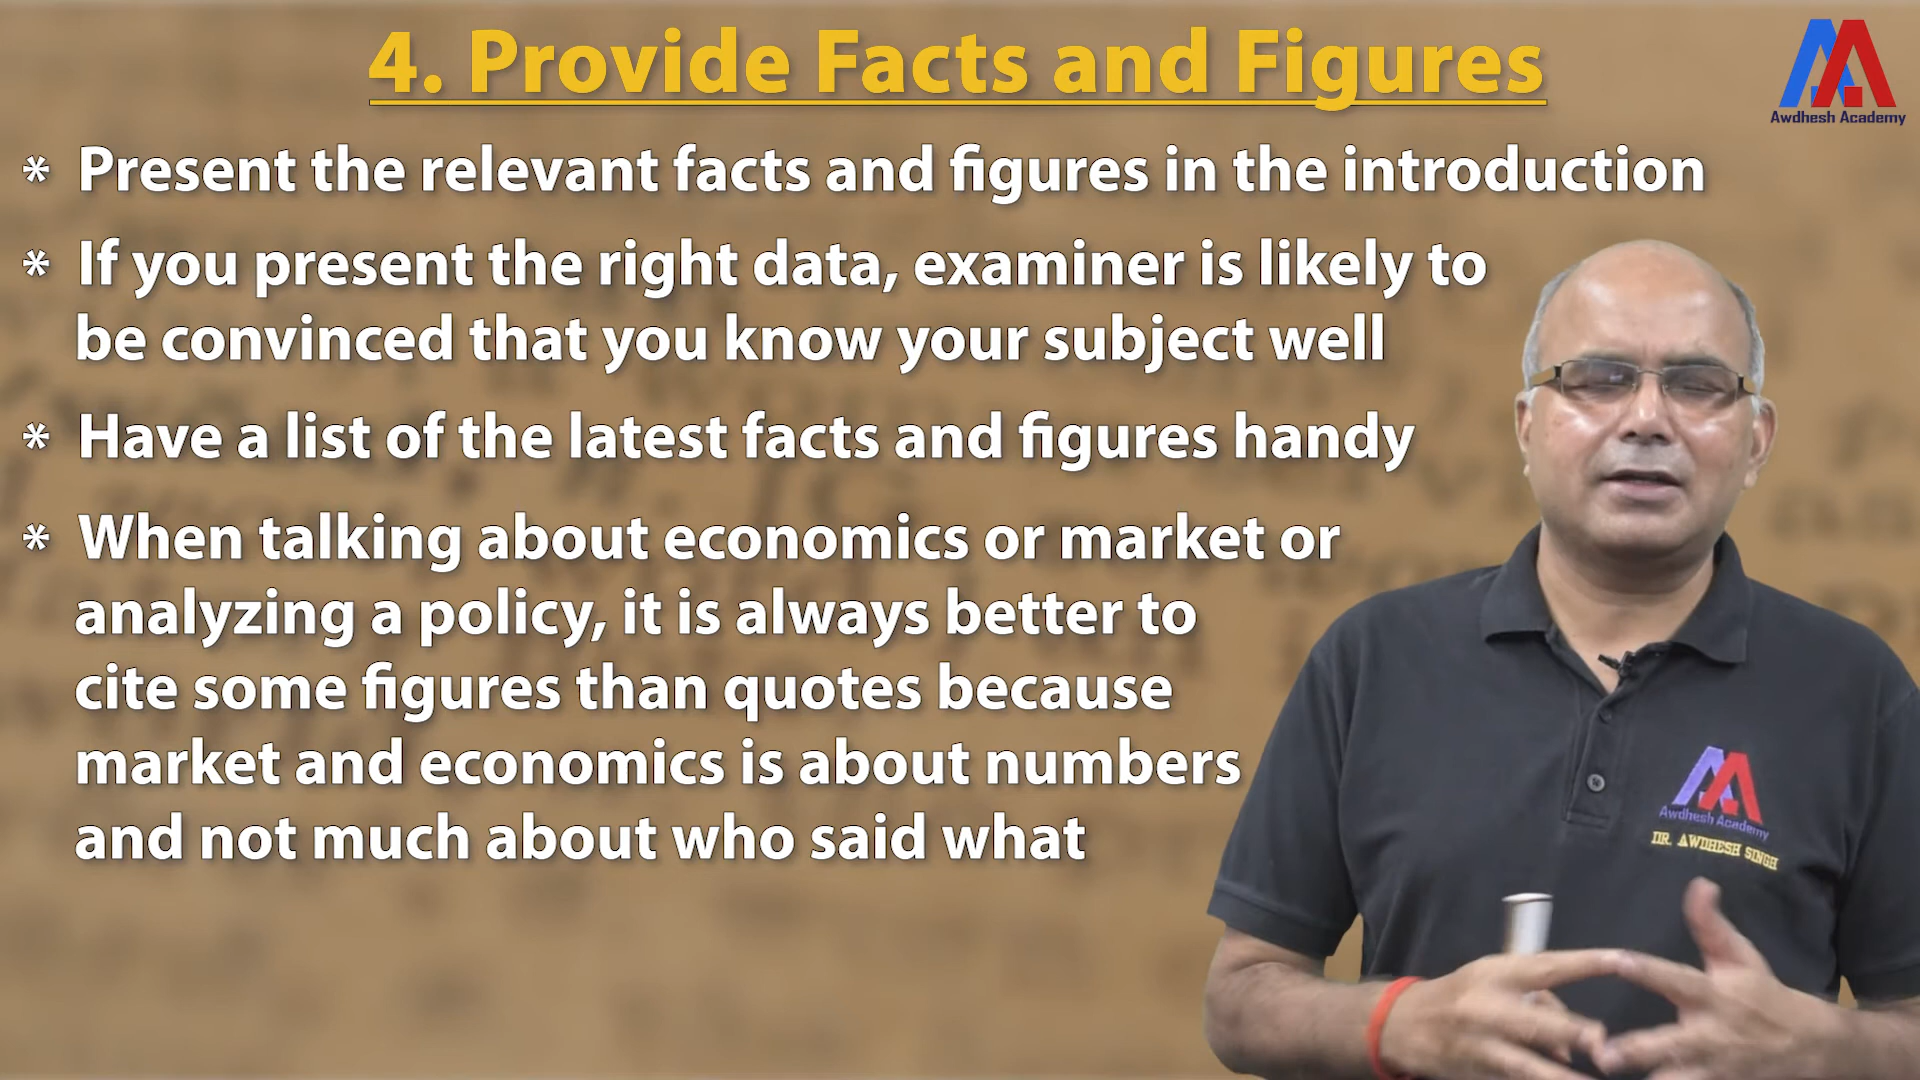 4. Provide Facts and Figures
Awdhesh Academy
* Present the relevant facts and figures in the introduction
* If you present the right data, examiner is likely to
be convinced that you know your subject well
* Have a list of the latest facts and figures handy
* When talking about economics or market or
analyzing a policy, it is always better to
cite some figures than quotes because
market and economics is about numbers
and not much about who said what
Awdhesh Academy
DR. AWDHESH SINGH